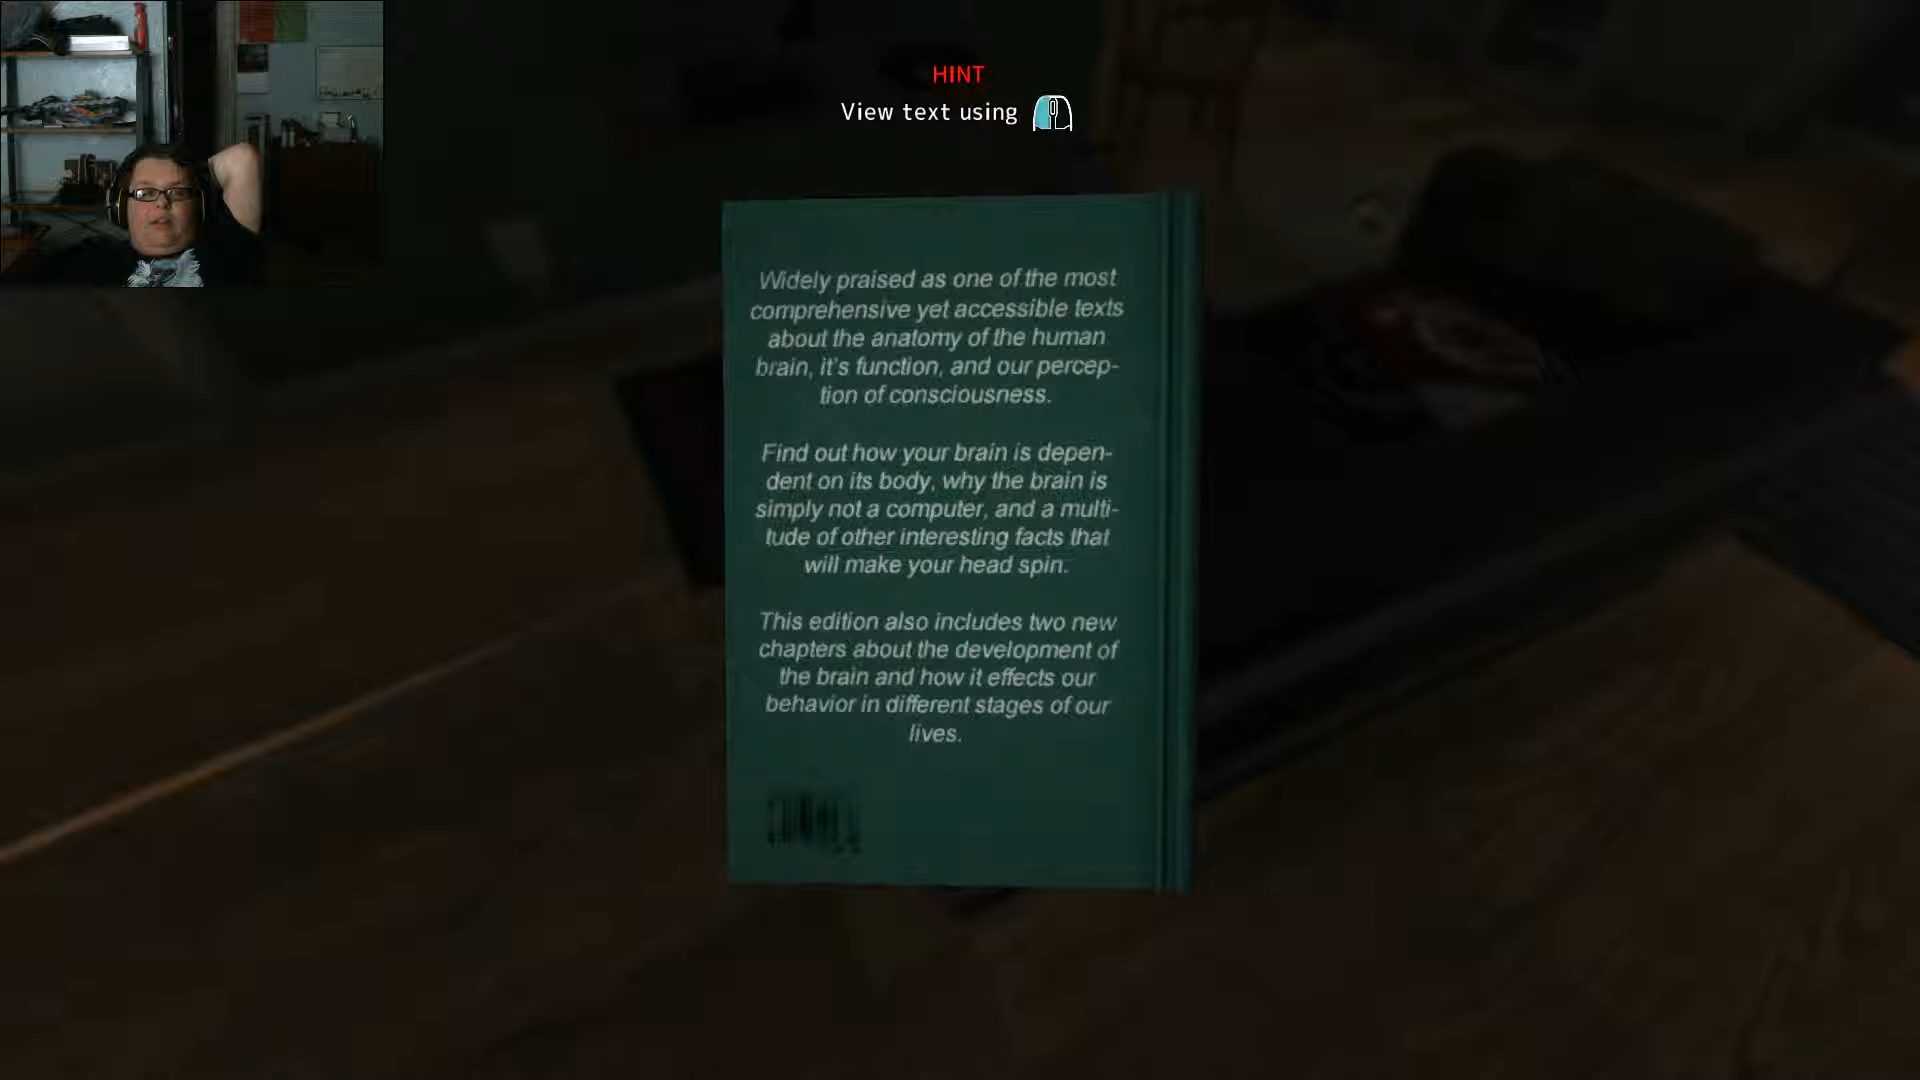 HINT
View text using
Widely praised as one of the most
comprehensive yet accessible texts
about the anatomy of the human
brain, it's function, and our percep-
tion of consciousness.
Find out how your brain is depen-
dent on its body, why the brain is
simply not a computer, and a multi-
tude of other interesting facts that
will make your head spin.
This edition also includes two new
chapters about the development of
the brain and how it effects our
behavior in different stages of our
lives.